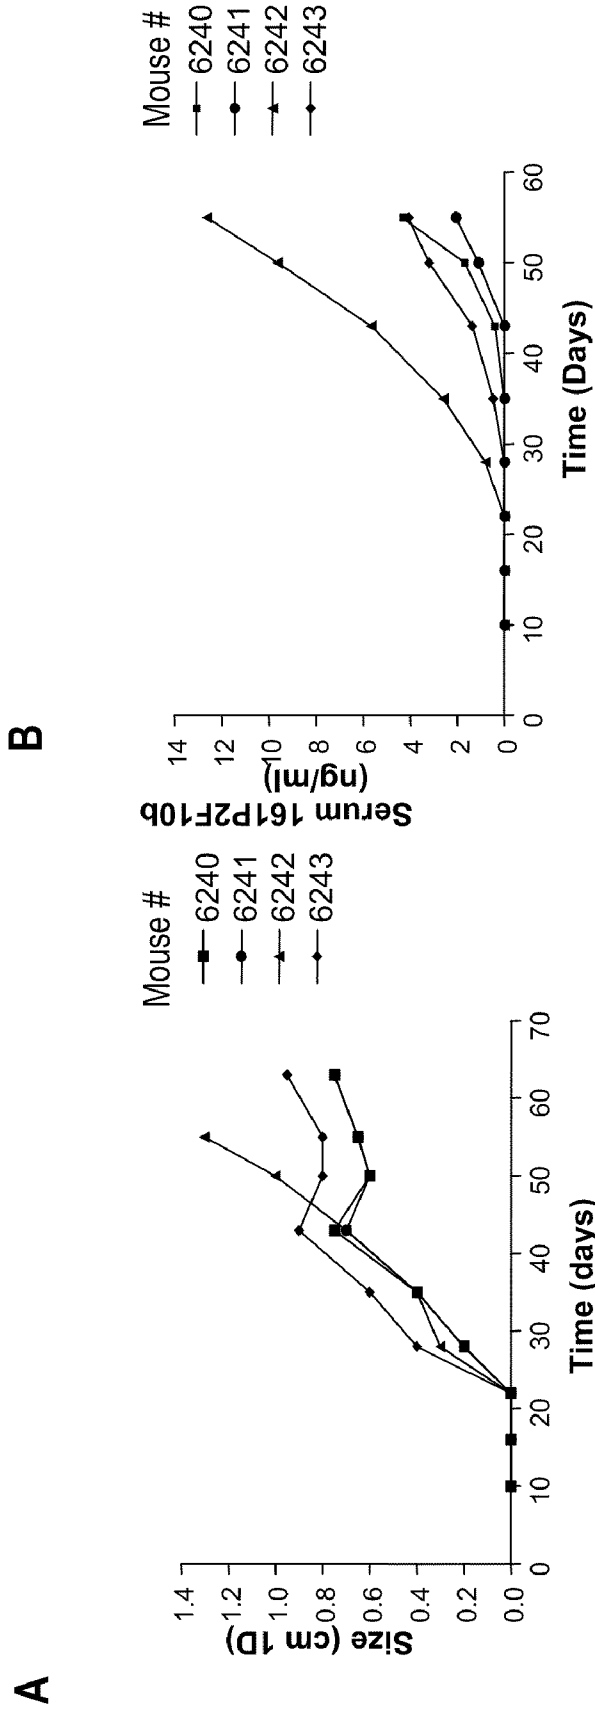 A
Size (cm 1D)
1.4
1.2
1.0
0.8
0.6
0.4
0.2
0.0
0 10 20 30 40 50 60 70
Time (days)
Mouse #
6240
6241
6242
6243
B
Serum 161P2F10b
(ng/ml)
14
12
10
8
6
4
2
0
0 10 20 30 40 50 60
Time (Days)
Mouse #
6240
6241
6242
6243